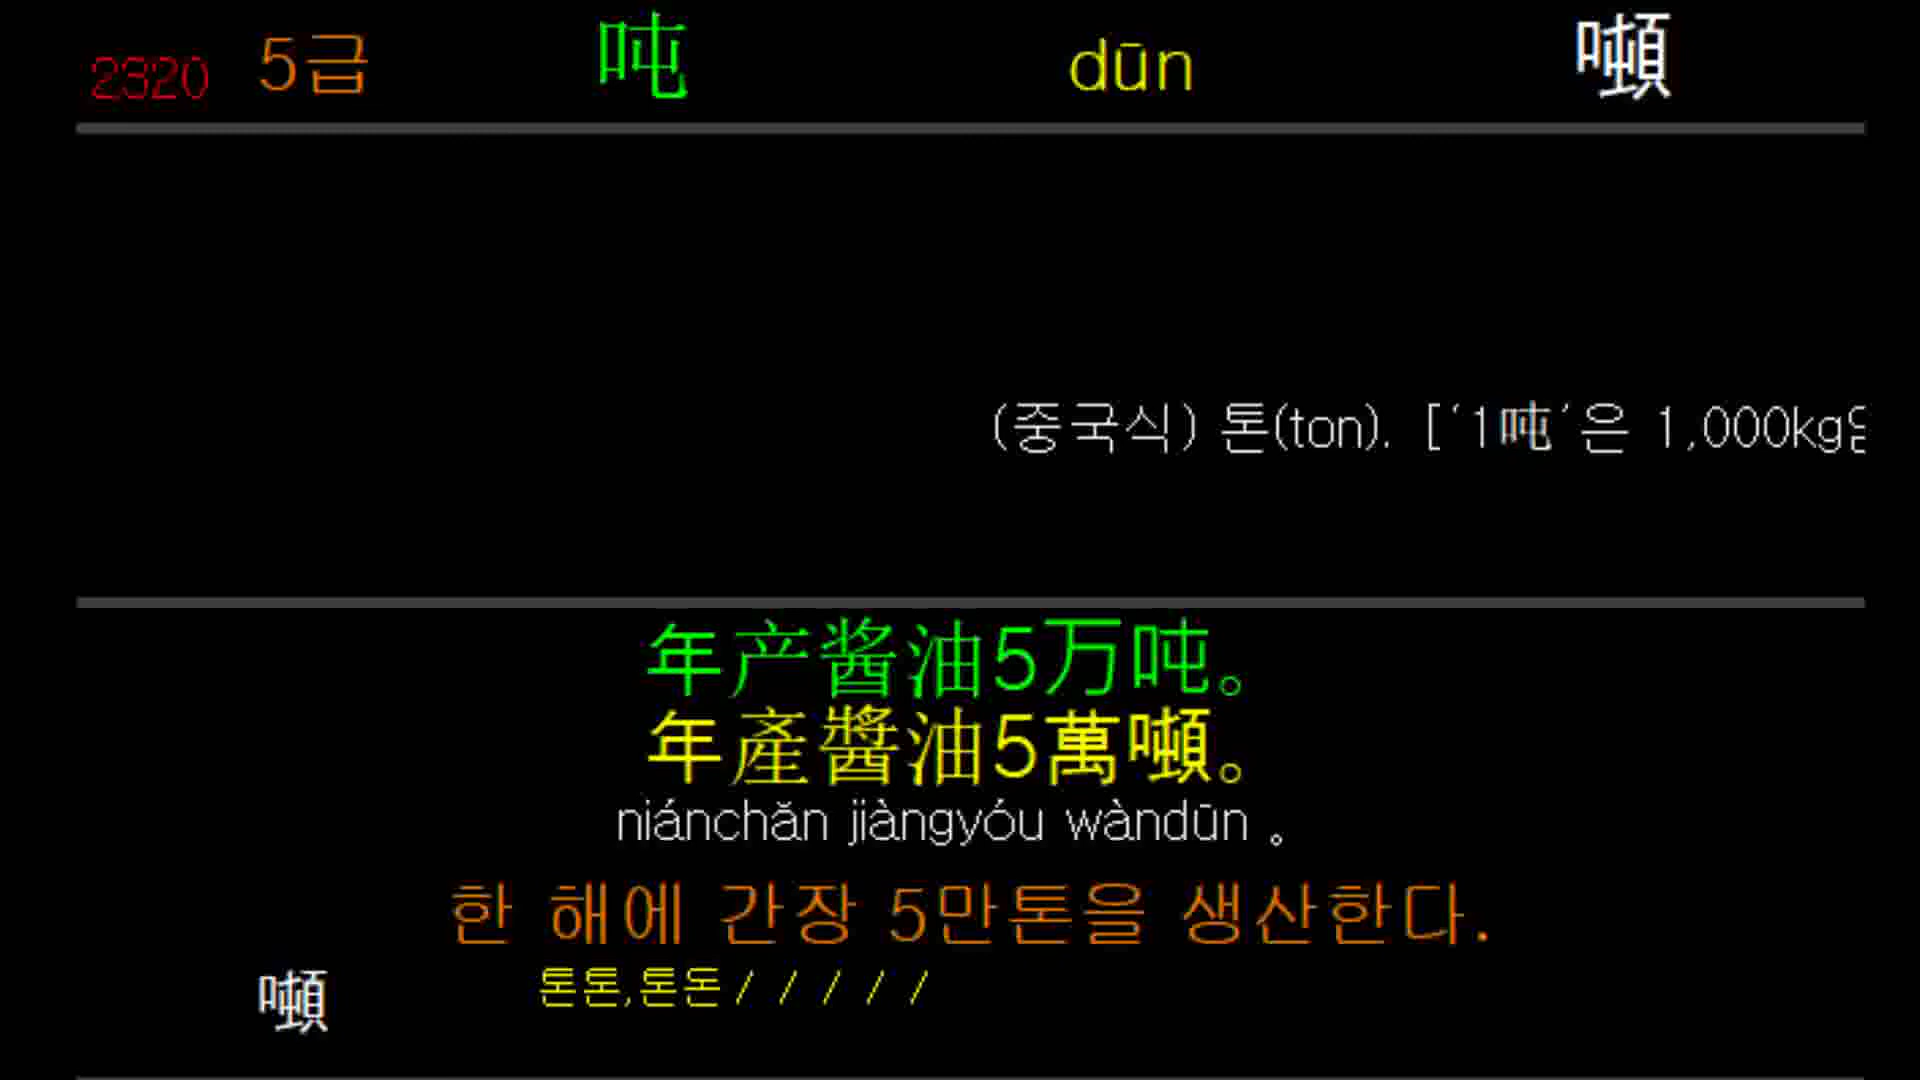 2320 5급 吨 dūn 噸
(중국식) 톤(ton). [′1吨′은 1,000kg
年产酱油5万吨。
年產醬油5萬噸。
niánchǎn jiàngyóu wàndūn 。
한 해에 간장 5만톤을 생산한다.
噸 톤톤,톤돈/ / / / /